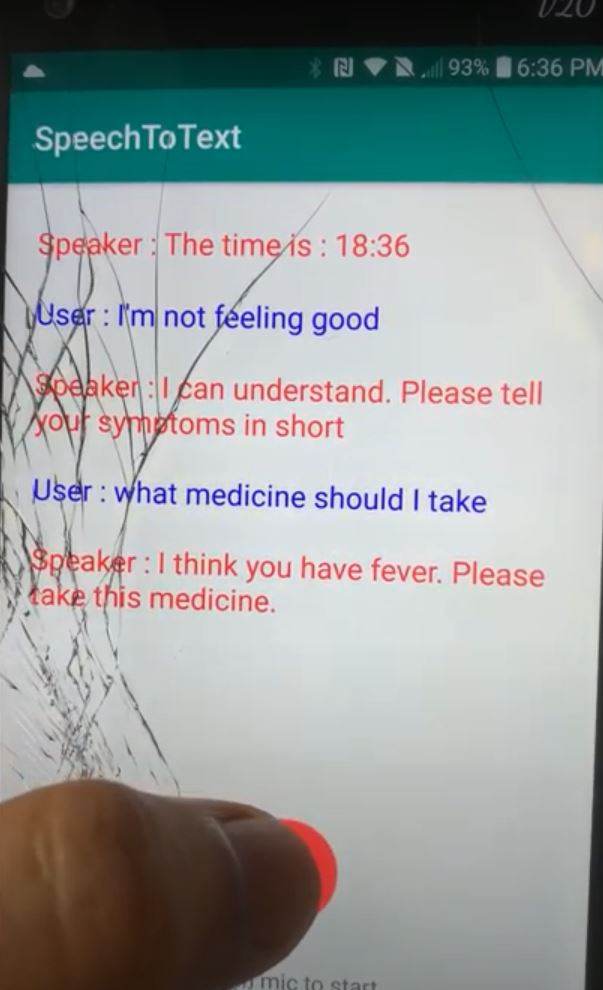 V20
93% 6:36 PM
SpeechToText
Speaker : The time is : 18:36
User : I'm not feeling good
Speaker : I can understand. Please tell
your symptoms in short
User : what medicine should I take
Speaker : I think you have fever. Please
take this medicine.
mic to start